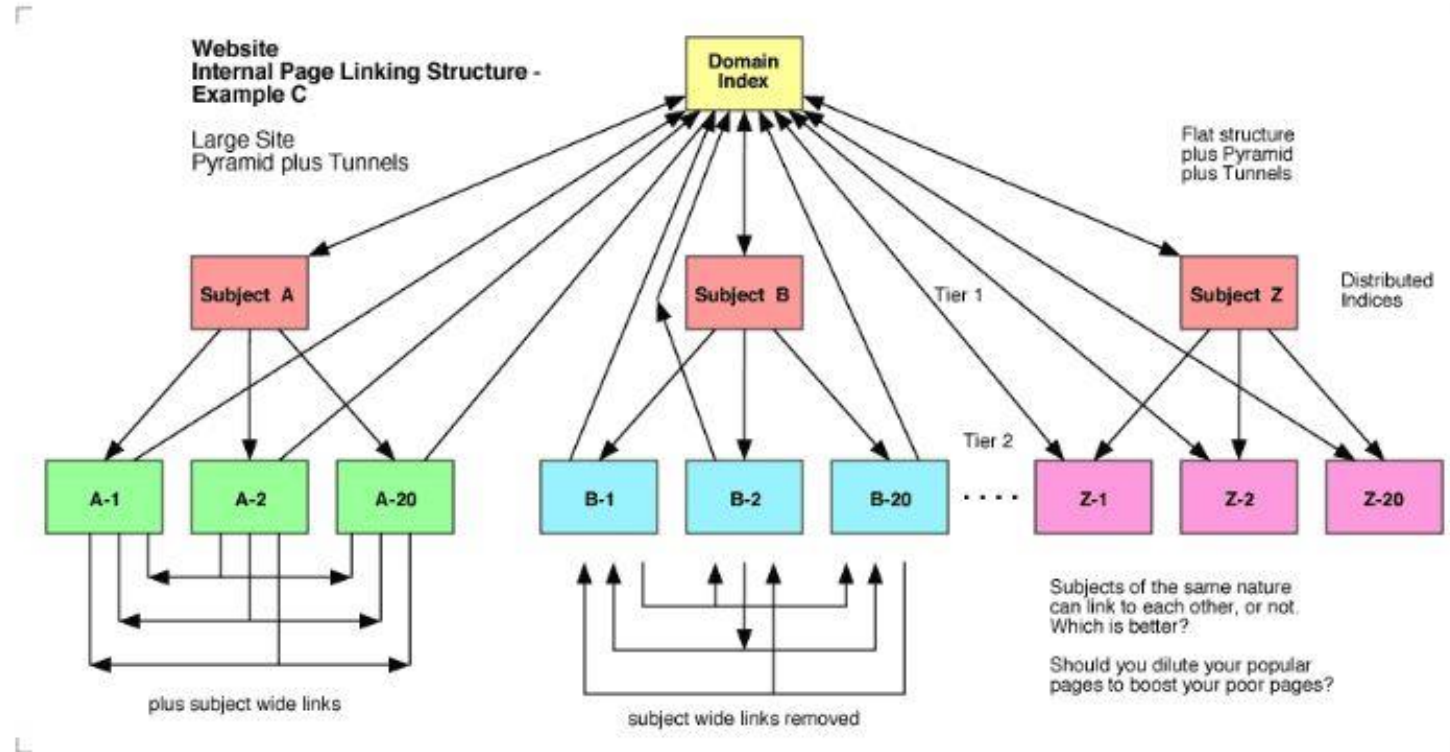 Website
Internal Page Linking Structure -
Example C
Large Site
Pyramid plus Tunnels
Domain
Index
Flat structure
plus Pyramid
plus Tunnels
Subject A
Subject B
Tier 1
Subject Z
Distributed
Indices
Tier 2
A-1
A-2
A-20
B-1
B-2
B-20
. . . .
Z-1
Z-2
Z-20
Subjects of the same nature
can link to each other, or not.
Which is better?
Should you dilute your popular
pages to boost your poor pages?
plus subject wide links
subject wide links removed